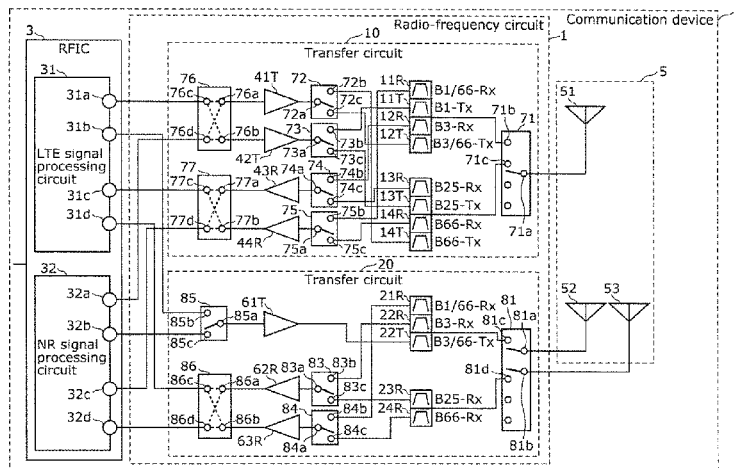 Communication device
Radio-frequency circuit
1
3
RFIC
10
Transfer circuit
5
31
31a
31b
LTE signal
processing
circuit
31c
31d
76
76c
76a
76d
76b
77
77c
77a
77d
77b
41T
42T
43R
44R
72
72b
72c
72a
73
73b
73a
73c
74
74b
74a
74c
75
75b
75a
75c
11R
B1/66-Rx
11T
B1-Tx
12R
B3-Rx
12T
B3/66-Tx
13R
B25-Rx
13T
B25-Tx
14R
B66-Rx
14T
B66-Tx
71b
71
71c
71a
51
20
Transfer circuit
32
32a
32b
NR signal
processing
circuit
32c
32d
85
85b
85a
85c
61T
86
86c
86a
86d
86b
62R
63R
83
83a
83b
83c
84
84b
84a
84c
21R
B1/66-Rx
22R
B3-Rx
22T
B3/66-Tx
23R
B25-Rx
24R
B66-Rx
81
81c
81a
81d
81b
52
53